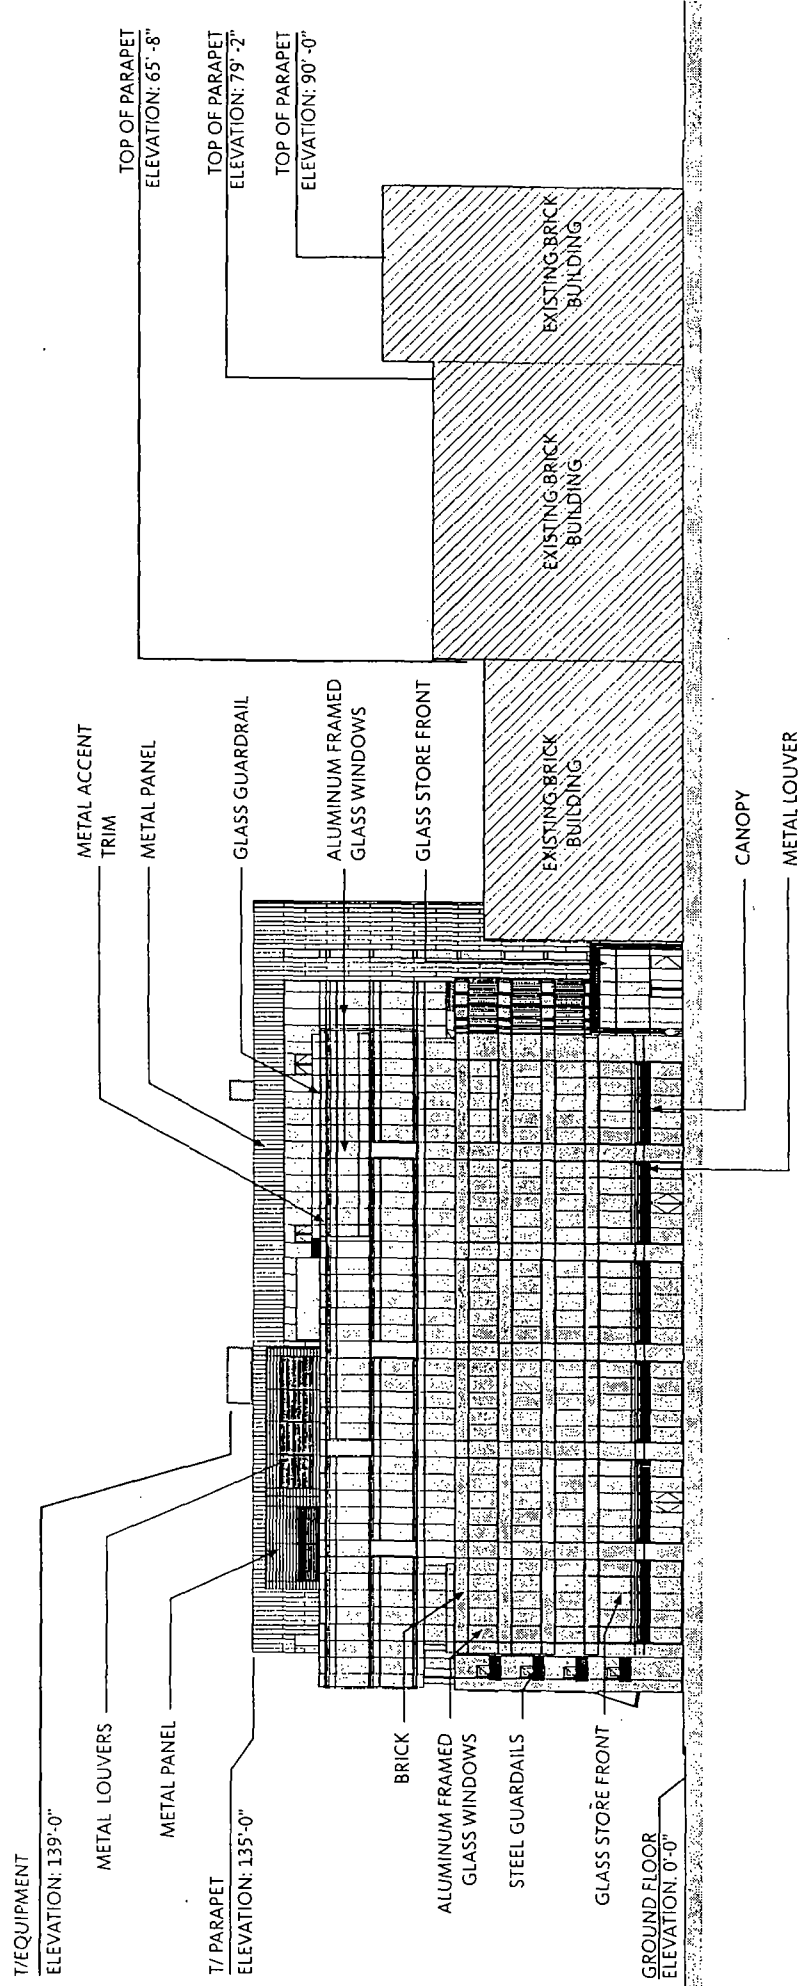 T/EQUIPMENT
ELEVATION: 139'-0"
METAL LOUVERS
METAL PANEL
T/ PARAPET
ELEVATION: 135'-0"
BRICK
ALUMINUM FRAMED
GLASS WINDOWS
STEEL GUARDAILS
GLASS STORE FRONT
GROUND FLOOR
ELEVATION. 0'-0"
METAL ACCENT
TRIM
METAL PANEL
GLASS GUARDRAIL
ALUMINUM FRAMED
GLASS WINDOWS
GLASS STORE FRONT
CANOPY
METAL LOUVER
EXISTING BRICK
BUILDING
EXISTING BRICK
BUILDING
EXISTING BRICK
BUILDING
TOP OF PARAPET
ELEVATION: 65'-8"
TOP OF PARAPET
ELEVATION: 79'-2"
TOP OF PARAPET
ELEVATION: 90'-0"